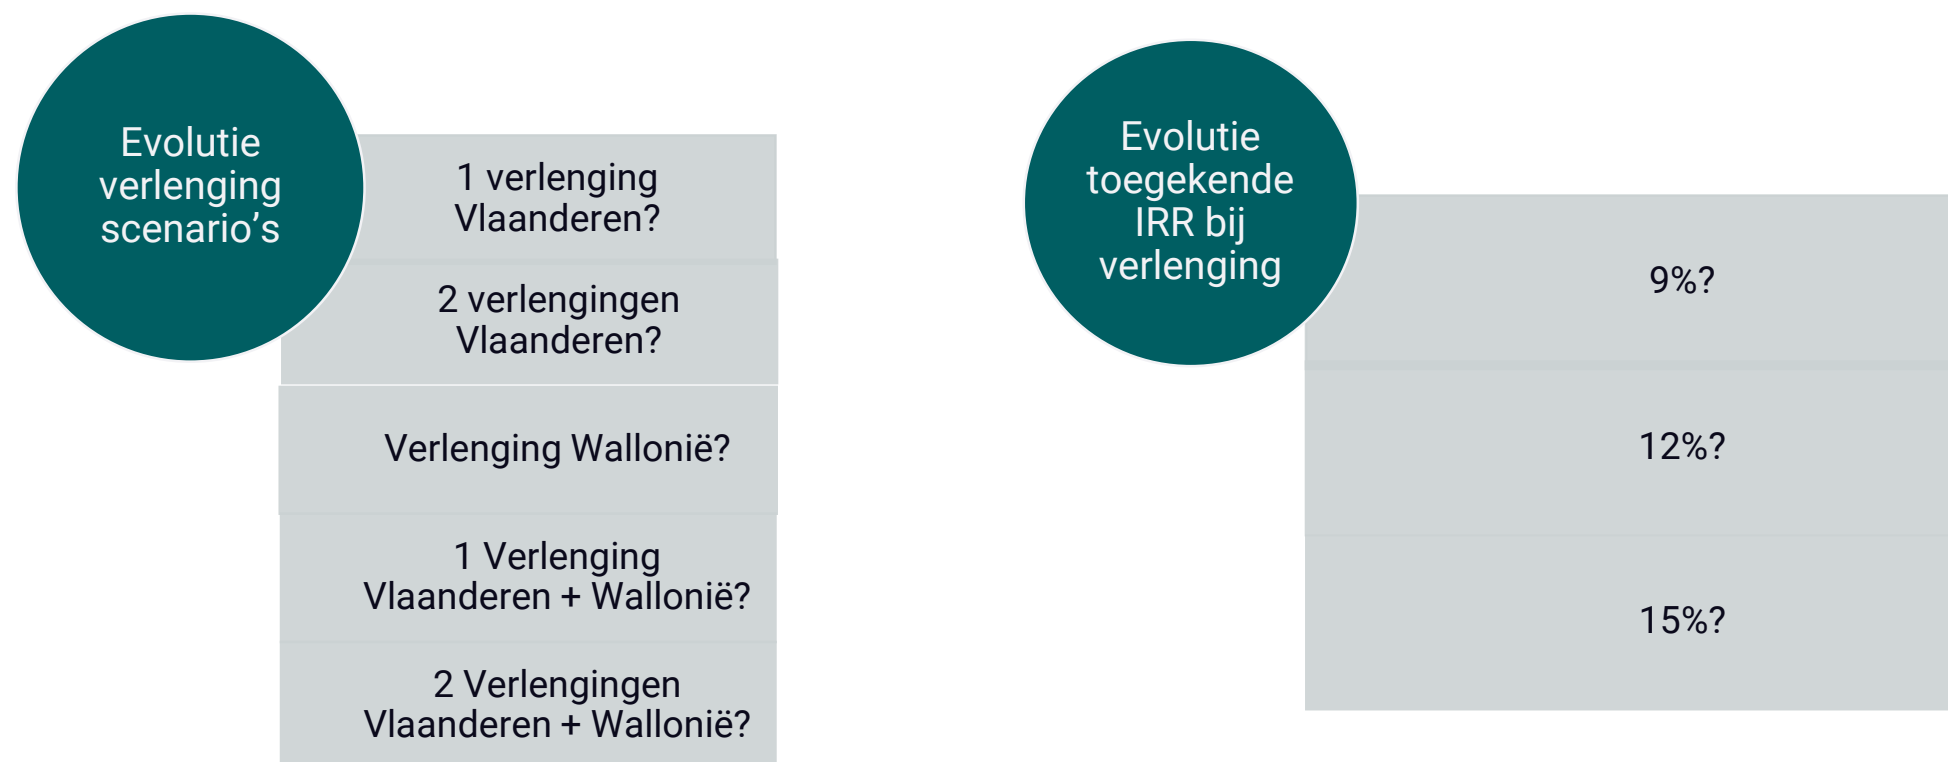 Evolutie
verlenging
scenario’s
1 verlenging
Vlaanderen?
2 verlengingen
Vlaanderen?
Verlenging Wallonië?
1 Verlenging
Vlaanderen + Wallonië?
2 Verlengingen
Vlaanderen + Wallonië?
Evolutie
toegekende
IRR bij
verlenging
9%?
12%?
15%?